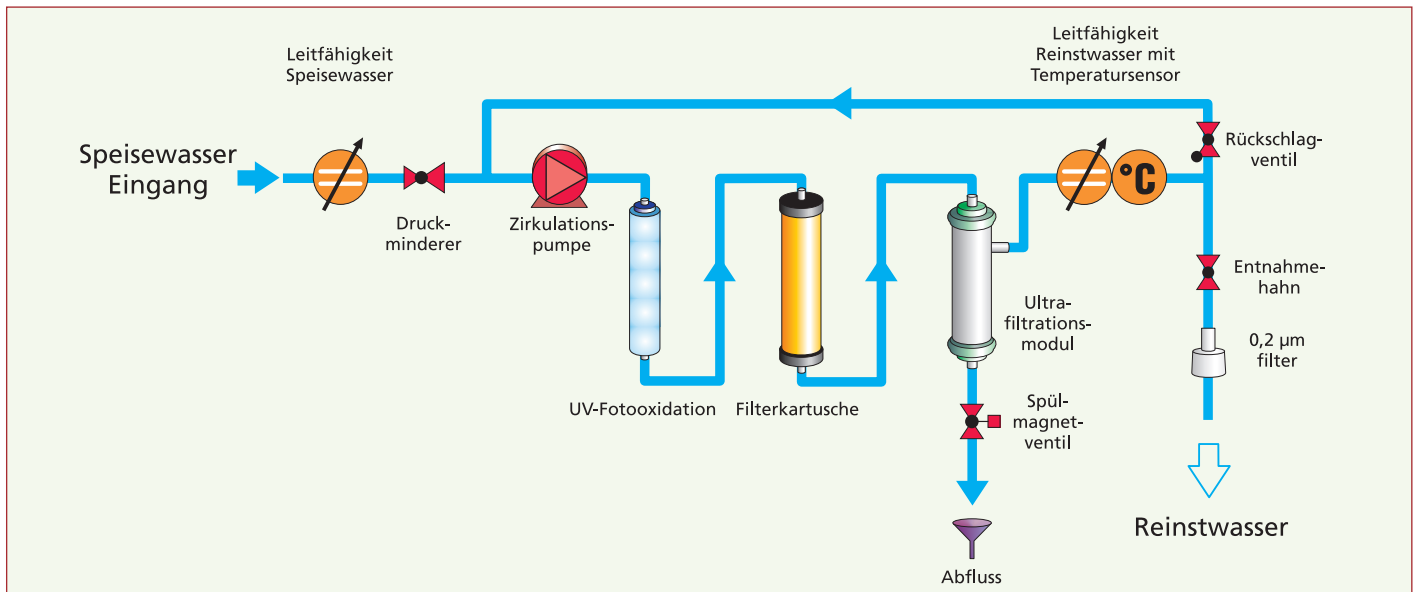 Leitfähigkeit
Speisewasser
Leitfähigkeit
Reinstwasser mit
Temperatursensor
Speisewasser
Eingang
Druck-
minderer
Zirkulations-
pumpe
°C
Rückschlag-
ventil
Entnahme-
hahn
Ultra-
filtrations-
modul
0,2 µm
filter
UV-Fotooxidation
Filterkartusche
Spül-
magnet-
ventil
Reinstwasser
Abfluss